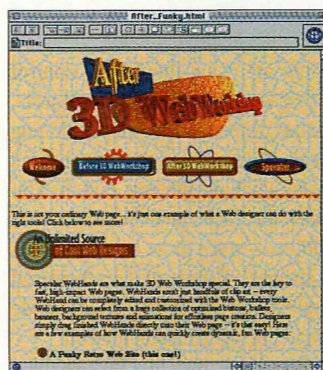 After_Funky.html
Title:
After
3D WebWorkshop
Welcome
Before 3D WebWorkshop
After 3D WebWorkshop
Specular
This is not your ordinary Web page... it's just one example of what a Web designer can do with the
right tools! Click below to see more!
An Unlimited Source
of Cool Web Designs
Specular WebHands are what make 3D Web Workshop special. They are the key to
fast, high-impact Web pages. WebHands aren't just handfuls of clip art – every
WebHand can be completely edited and customized with the Web Workshop tools.
Web designers can select from a huge collection of optimized buttons, bullets,
banners, background textures and animations for effortless page creation. Designers
simply drag finished WebHands directly into their Web page – it's that easy! Here
are a few examples of how WebHands can quickly create dynamic, fun Web pages:
A Funky Retro Web Site (this one!)